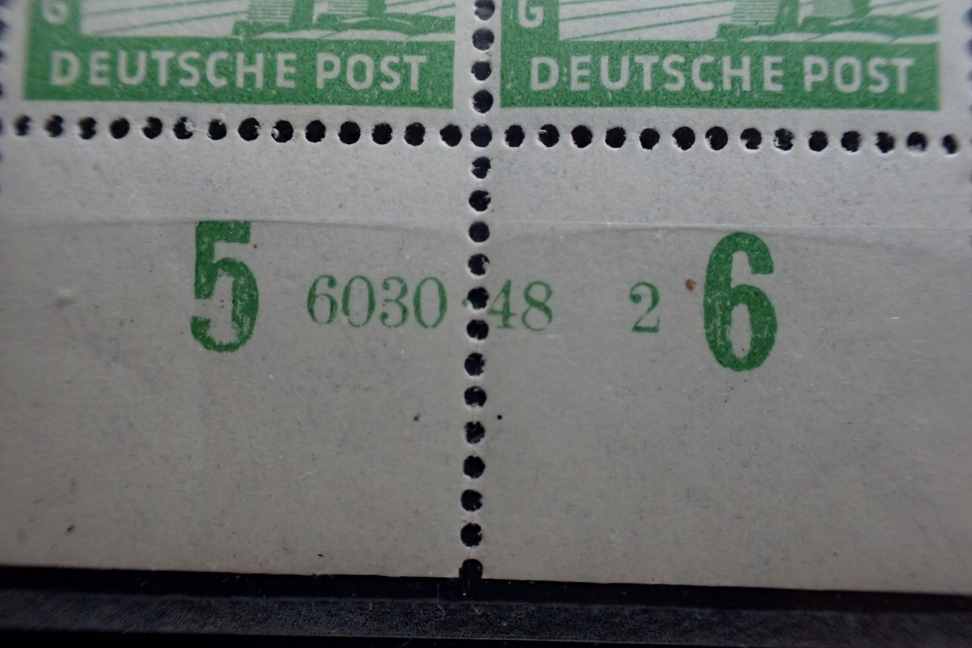 G G
DEUTSCHE POST DEUTSCHE POST
5 6030 48 2 6